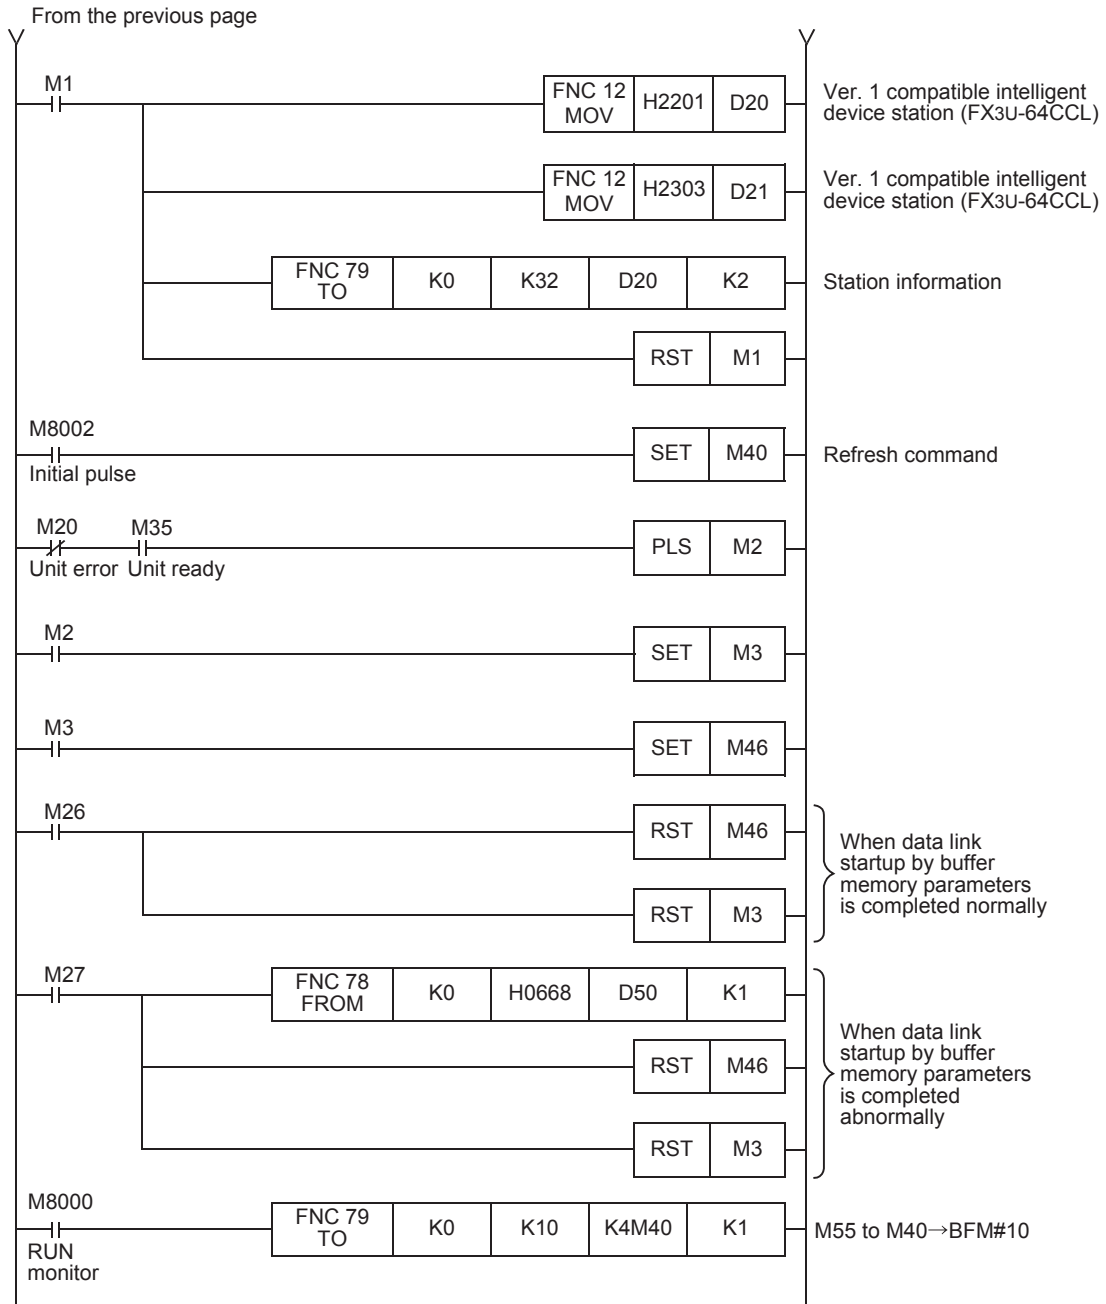 From the previous page
M1
FNC 12
MOV
H2201
D20
Ver. 1 compatible intelligent
device station (FX3U-64CCL)
FNC 12
MOV
H2303
D21
Ver. 1 compatible intelligent
device station (FX3U-64CCL)
FNC 79
TO
K0
K32
D20
K2
Station information
RST
M1
M8002
Initial pulse
SET
M40
Refresh command
M20
Unit error
M35
Unit ready
PLS
M2
M2
SET
M3
M3
SET
M46
M26
RST
M46
RST
M3
When data link
startup by buffer
memory parameters
is completed normally
M27
FNC 78
FROM
K0
H0668
D50
K1
RST
M46
RST
M3
When data link
startup by buffer
memory parameters
is completed
abnormally
M8000
RUN
monitor
FNC 79
TO
K0
K10
K4M40
K1
M55 to M40→BFM#10